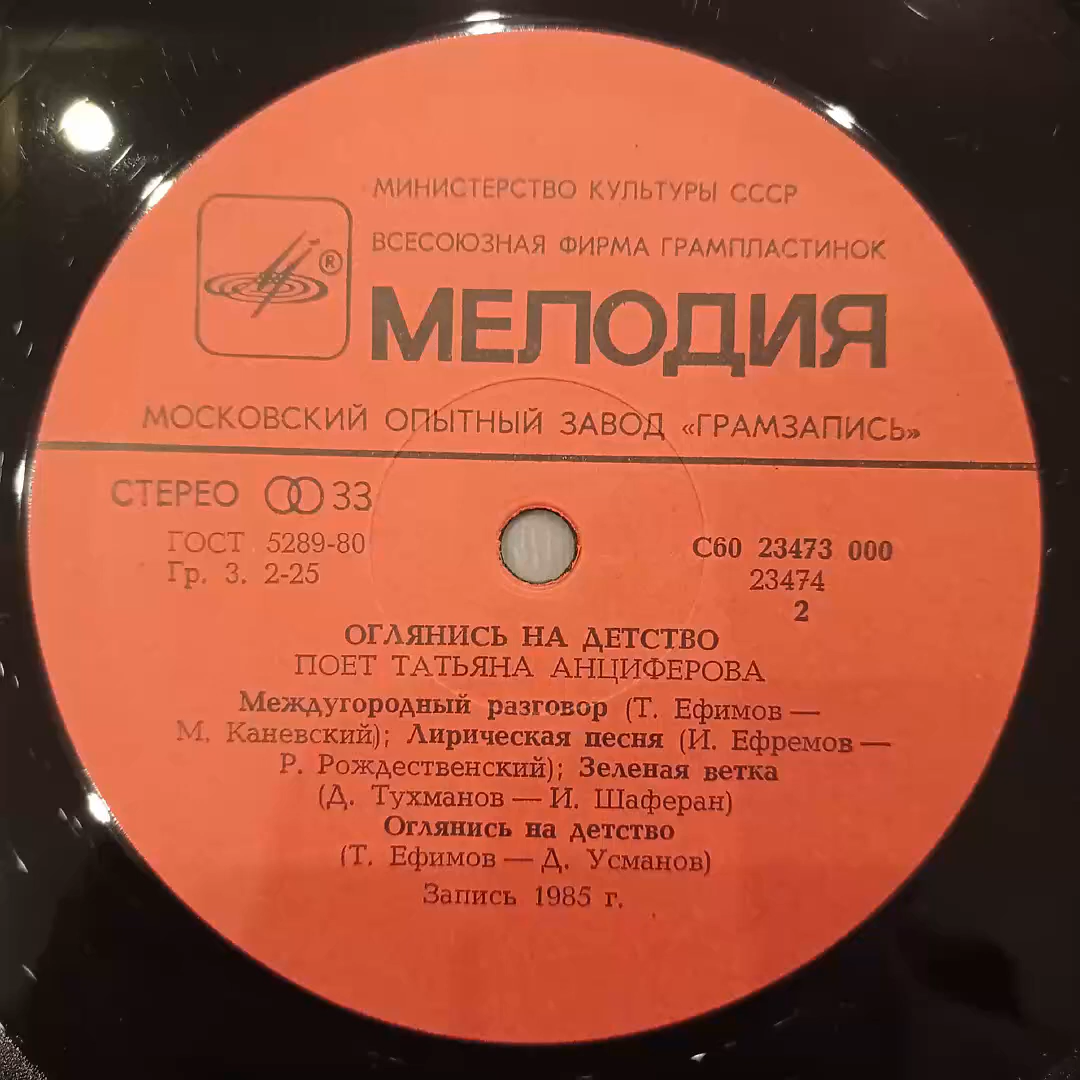 МИНИСТЕРСТВО КУЛЬТУРЫ СССР
ВСЕСОЮЗНАЯ ФИРМА ГРАМПЛАСТИНОК
®
МЕЛОДИЯ
МОСКОВСКИЙ ОПЫТНЫЙ ЗАВОД «ГРАМЗАПИСЬ»
СТЕРЕО 33
ГОСТ 5289-80
Гр. 3. 2-25
С60 23473 000
23474
2
ОГЛЯНИСЬ НА ДЕТСТВО
ПОЕТ ТАТЬЯНА АНЦИФЕРОВА
Междугородный разговор (Т. Ефимов —
М. Каневский); Лирическая песня (И. Ефремов —
Р. Рождественский); Зеленая ветка
(Д. Тухманов — И. Шаферан)
Оглянись на детство
(Т. Ефимов — Д. Усманов)
Запись 1985 г.